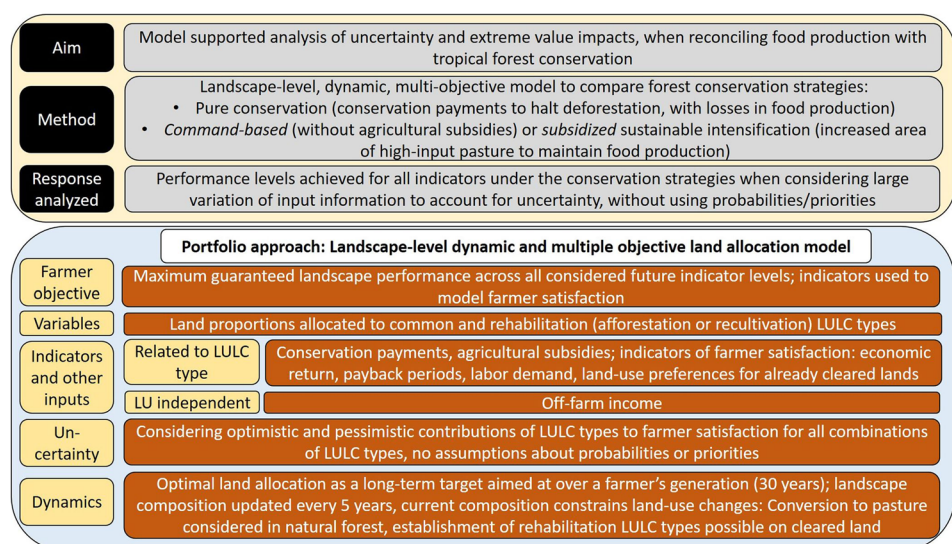 Aim
Model supported analysis of uncertainty and extreme value impacts, when reconciling food production with
tropical forest conservation
Method
Landscape-level, dynamic, multi-objective model to compare forest conservation strategies:
• Pure conservation (conservation payments to halt deforestation, with losses in food production)
• Command-based (without agricultural subsidies) or subsidized sustainable intensification (increased area
of high-input pasture to maintain food production)
Response
analyzed
Performance levels achieved for all indicators under the conservation strategies when considering large
variation of input information to account for uncertainty, without using probabilities/priorities
Portfolio approach: Landscape-level dynamic and multiple objective land allocation model
Farmer
objective
Maximum guaranteed landscape performance across all considered future indicator levels; indicators used to
model farmer satisfaction
Variables
Land proportions allocated to common and rehabilitation (afforestation or recultivation) LULC types
Indicators
and other
inputs
Related to LULC
type
Conservation payments, agricultural subsidies; indicators of farmer satisfaction: economic
return, payback periods, labor demand, land-use preferences for already cleared lands
LU independent
Off-farm income
Un-
certainty
Considering optimistic and pessimistic contributions of LULC types to farmer satisfaction for all combinations
of LULC types, no assumptions about probabilities or priorities
Dynamics
Optimal land allocation as a long-term target aimed at over a farmer's generation (30 years); landscape
composition updated every 5 years, current composition constrains land-use changes: Conversion to pasture
considered in natural forest, establishment of rehabilitation LULC types possible on cleared land